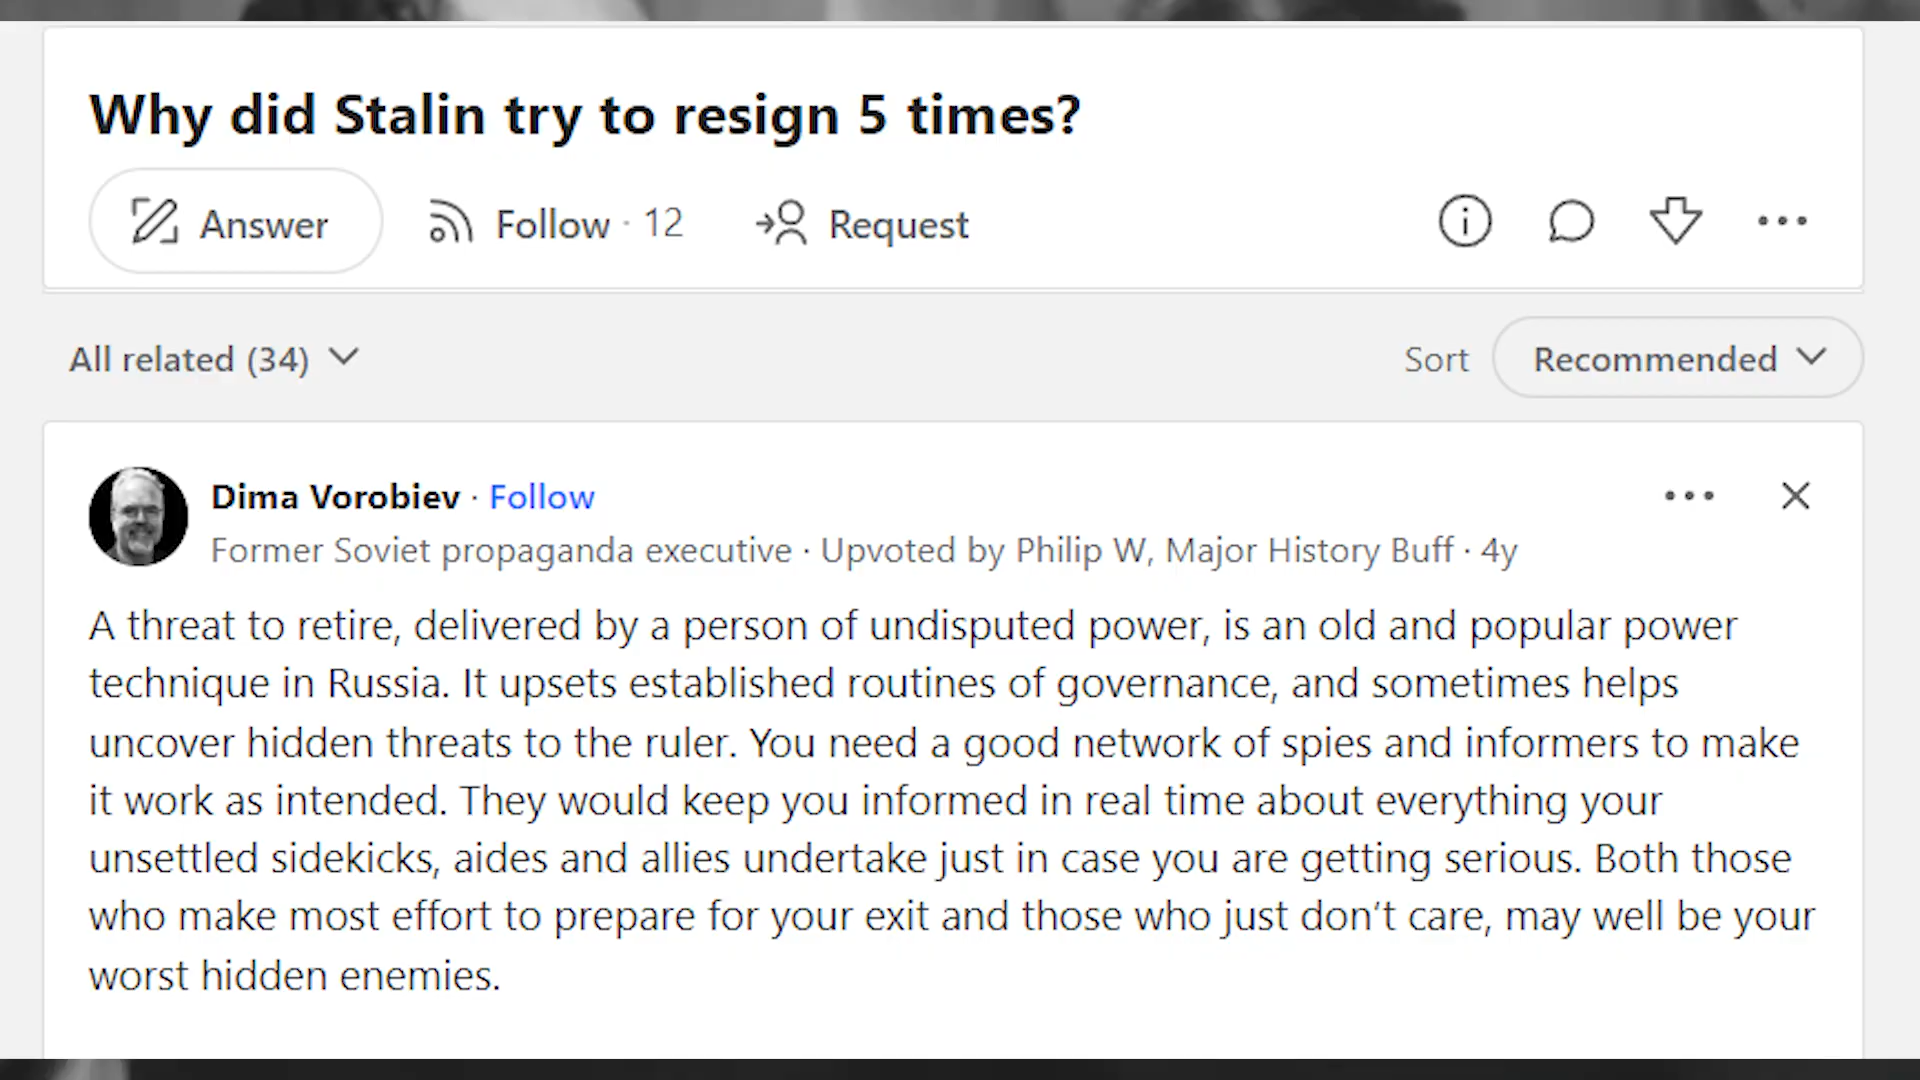 Why did Stalin try to resign 5 times?
Answer Follow · 12 Request
All related (34) Sort Recommended
Dima Vorobiev · Follow
Former Soviet propaganda executive · Upvoted by Philip W, Major History Buff · 4y
A threat to retire, delivered by a person of undisputed power, is an old and popular power
technique in Russia. It upsets established routines of governance, and sometimes helps
uncover hidden threats to the ruler. You need a good network of spies and informers to make
it work as intended. They would keep you informed in real time about everything your
unsettled sidekicks, aides and allies undertake just in case you are getting serious. Both those
who make most effort to prepare for your exit and those who just don’t care, may well be your
worst hidden enemies.